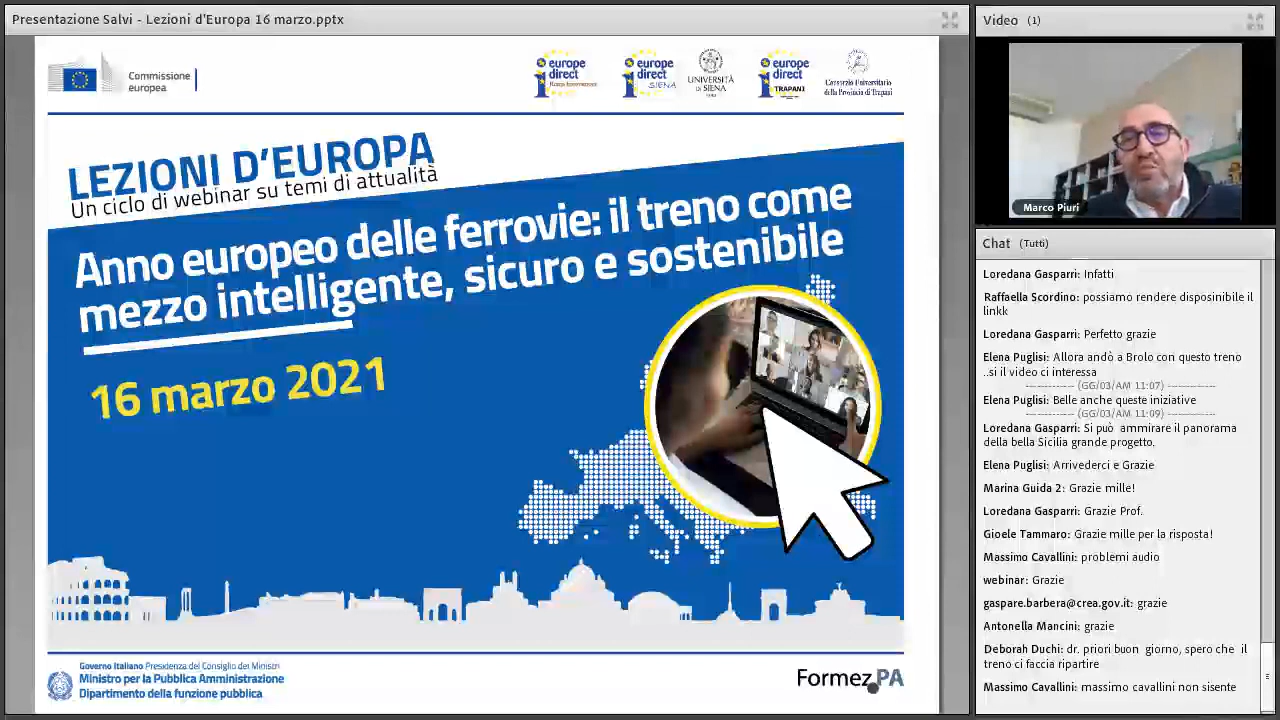 Presentazione Salvi - Lezioni d'Europa 16 marzo.pptx
Commissione
europea
europe
direct
europe
direct
SIENA
UNIVERSITÀ
DI SIENA
1240
europe
direct
TRAPANI
Consorzio Universitario
della Provincia di Trapani
LEZIONI D'EUROPA
Un ciclo di webinar su temi di attualità
Anno europeo delle ferrovie: il treno come
mezzo intelligente, sicuro e sostenibile
16 marzo 2021
Governo Italiano Presidenza del Consiglio dei Ministri
Ministro per la Pubblica Amministrazione
Dipartimento della funzione pubblica
Formez PA
Video (1)
Marco Piuri
Chat (Tutti)
Loredana Gasparri: Infatti
Raffaella Scordino: possiamo rendere disposinibile il
linkk
Loredana Gasparri: Perfetto grazie
Elena Puglisi: Allora andò a Brolo con questo treno
..si il video ci interessa
------------- (GG/03/AM 11:07) -------------
Elena Puglisi: Belle anche queste iniziative
------------- (GG/03/AM 11:09) -------------
Loredana Gasparri: Si può ammirare il panorama
della bella Sicilia grande progetto.
Elena Puglisi: Arrivederci e Grazie
Marina Guida 2: Grazie mille!
Loredana Gasparri: Grazie Prof.
Gioele Tammaro: Grazie mille per la risposta!
Massimo Cavallini: problemi audio
webinar: Grazie
gaspare.barbera@crea.gov.it: grazie
Antonella Mancini: grazie
Deborah Duchi: dr. priori buon giorno, spero che il
treno ci faccia ripartire
Massimo Cavallini: massimo cavallini non sisente